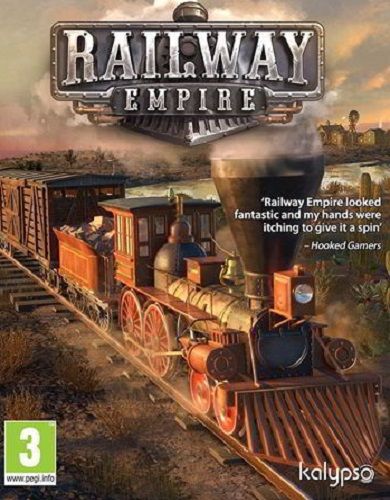 RAILWAY
EMPIRE
'Railway Empire looked
fantastic and my hands were
itching to give it a spin'
- Hooked Gamers
3
www.pegi.info
kalypso